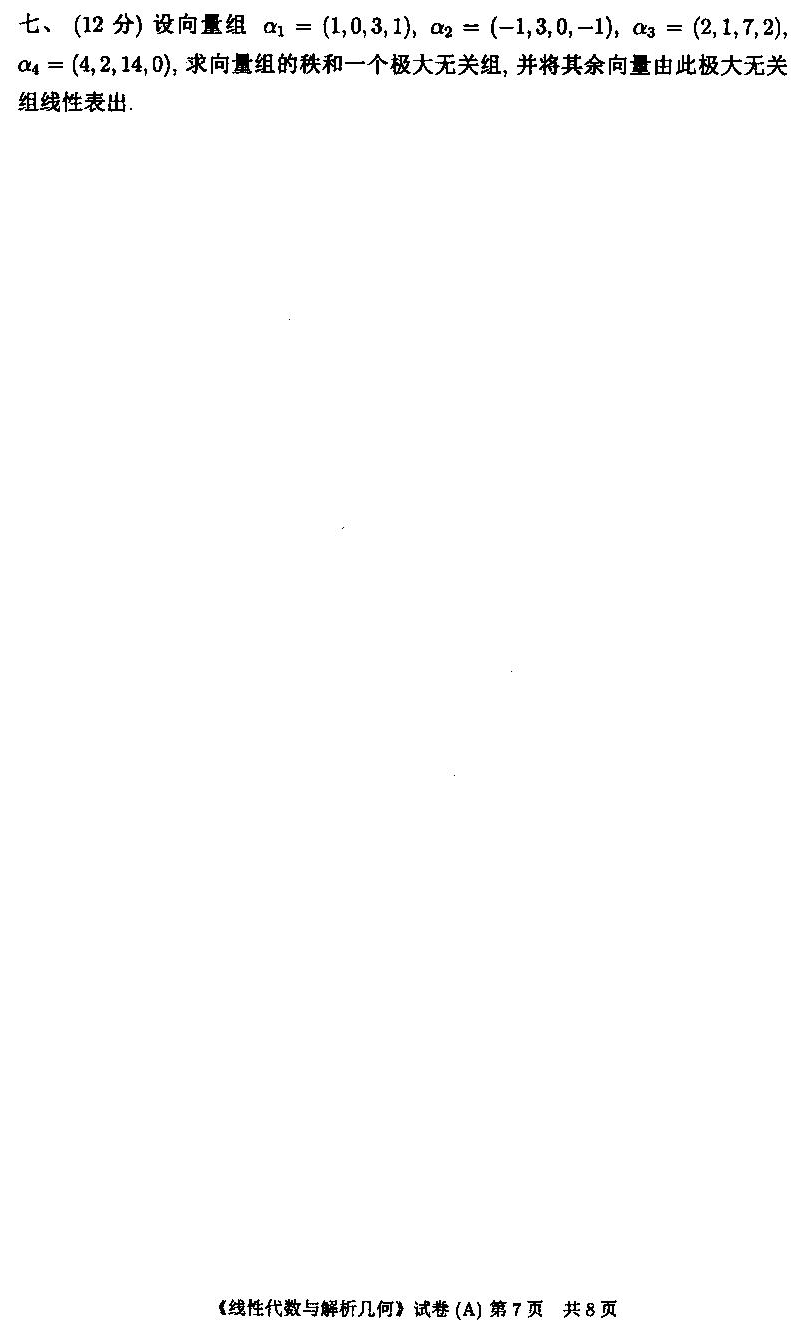 七、 (12 分) 设向量组 α₁ = (1,0,3,1), α₂ = (−1,3,0,−1), α₃ = (2,1,7,2),
α₄ = (4,2,14,0), 求向量组的秩和一个极大无关组, 并将其余向量由此极大无关
组线性表出.
《线性代数与解析几何》试卷 (A) 第 7 页 共 8 页